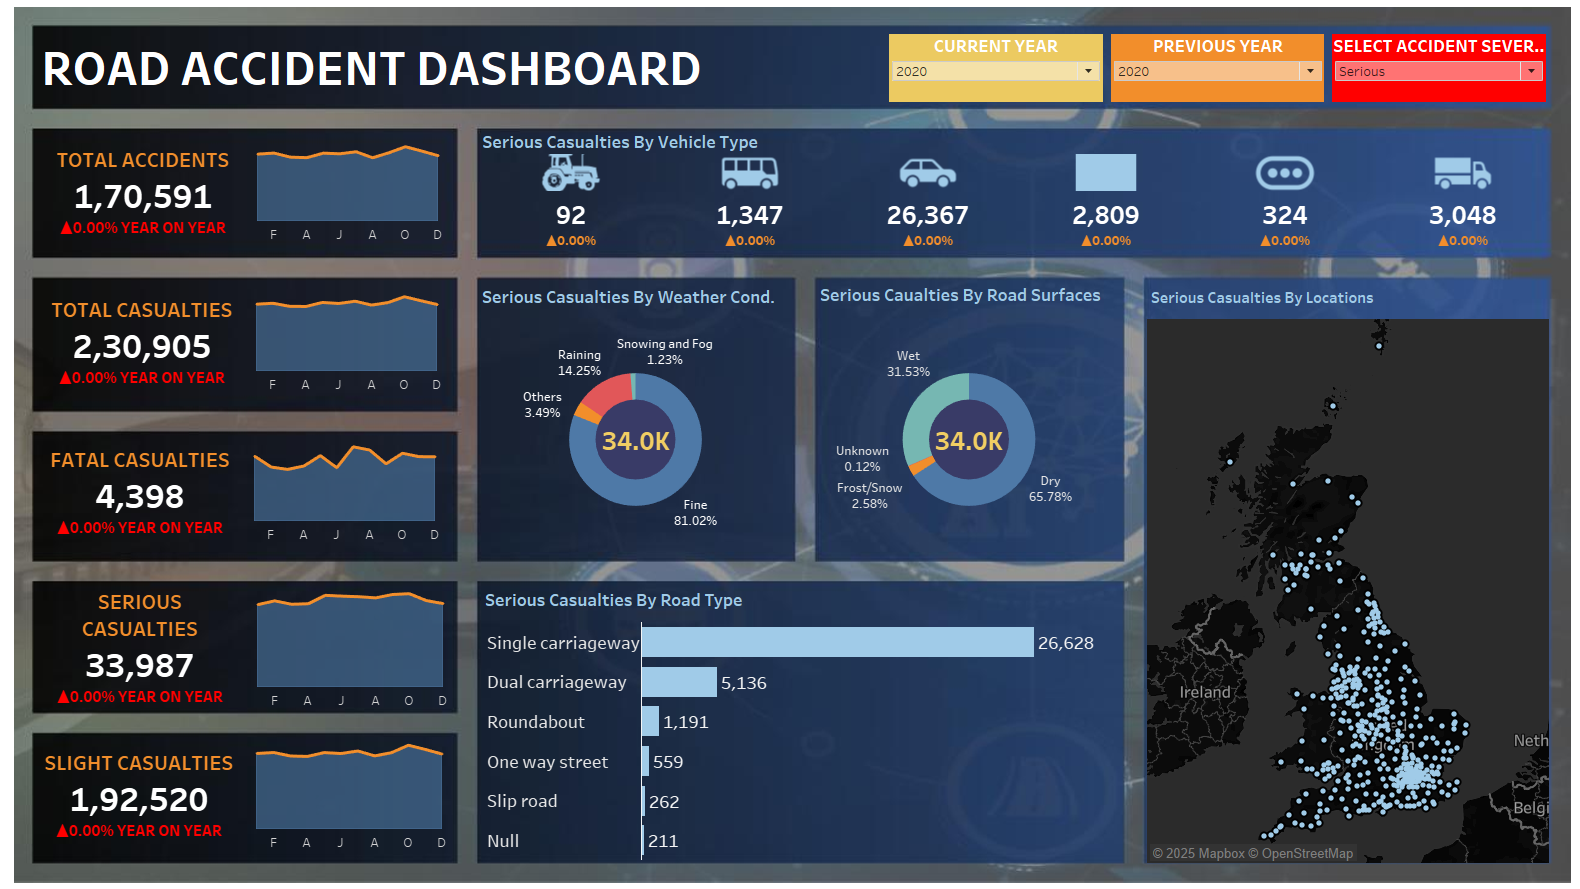 ROAD ACCIDENT DASHBOARD
CURRENT YEAR
2020
PREVIOUS YEAR
2020
SELECT ACCIDENT SEVER..
Serious
TOTAL ACCIDENTS
1,70,591
▲0.00% YEAR ON YEAR
F A J A O D
TOTAL CASUALTIES
2,30,905
▲0.00% YEAR ON YEAR
F A J A O D
FATAL CASUALTIES
4,398
▲0.00% YEAR ON YEAR
F A J A O D
SERIOUS
CASUALTIES
33,987
▲0.00% YEAR ON YEAR
F A J A O D
SLIGHT CASUALTIES
1,92,520
▲0.00% YEAR ON YEAR
F A J A O D
Serious Casualties By Vehicle Type
92 1,347 26,367 2,809 324 3,048
▲0.00% ▲0.00% ▲0.00% ▲0.00% ▲0.00% ▲0.00%
Serious Casualties By Weather Cond.
Snowing and Fog
1.23%
Raining
14.25%
Others
3.49%
34.0K
Fine
81.02%
Serious Caualties By Road Surfaces
Wet
31.53%
34.0K
Unknown
0.12%
Frost/Snow
2.58%
Dry
65.78%
Serious Casualties By Road Type
Single carriageway 26,628
Dual carriageway 5,136
Roundabout 1,191
One way street 559
Slip road 262
Null 211
Serious Casualties By Locations
Ireland
Neth
Belgi
© 2025 Mapbox © OpenStreetMap